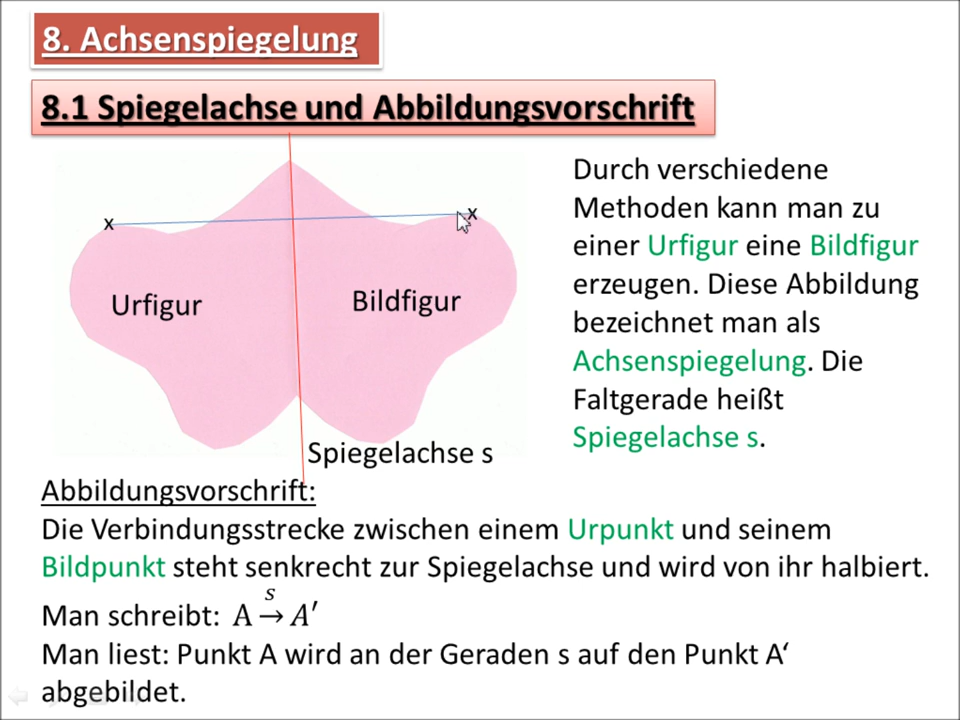 8. Achsenspiegelung
8.1 Spiegelachse und Abbildungsvorschrift
x
x
Urfigur
Bildfigur
Spiegelachse s
Durch verschiedene
Methoden kann man zu
einer Urfigur eine Bildfigur
erzeugen. Diese Abbildung
bezeichnet man als
Achsenspiegelung. Die
Faltgerade heißt
Spiegelachse s.
Abbildungsvorschrift:
Die Verbindungsstrecke zwischen einem Urpunkt und seinem
Bildpunkt steht senkrecht zur Spiegelachse und wird von ihr halbiert.
s
Man schreibt: A → A′
Man liest: Punkt A wird an der Geraden s auf den Punkt A‘
abgebildet.